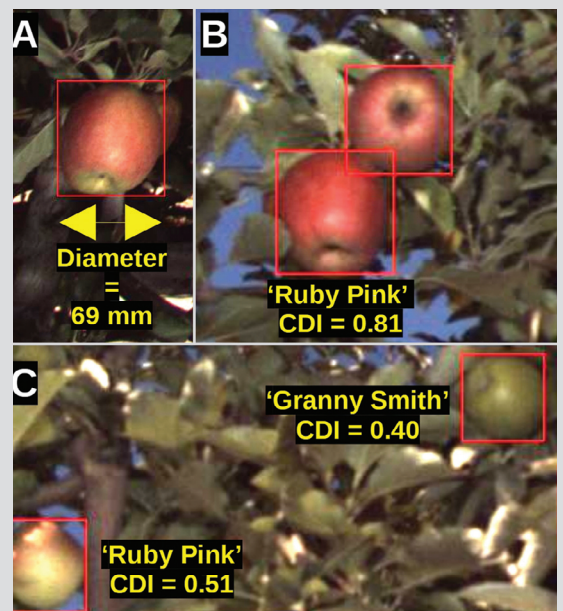 A
Diameter
=
69 mm
B
‘Ruby Pink’
CDI = 0.81
C
‘Granny Smith’
CDI = 0.40
‘Ruby Pink’
CDI = 0.51